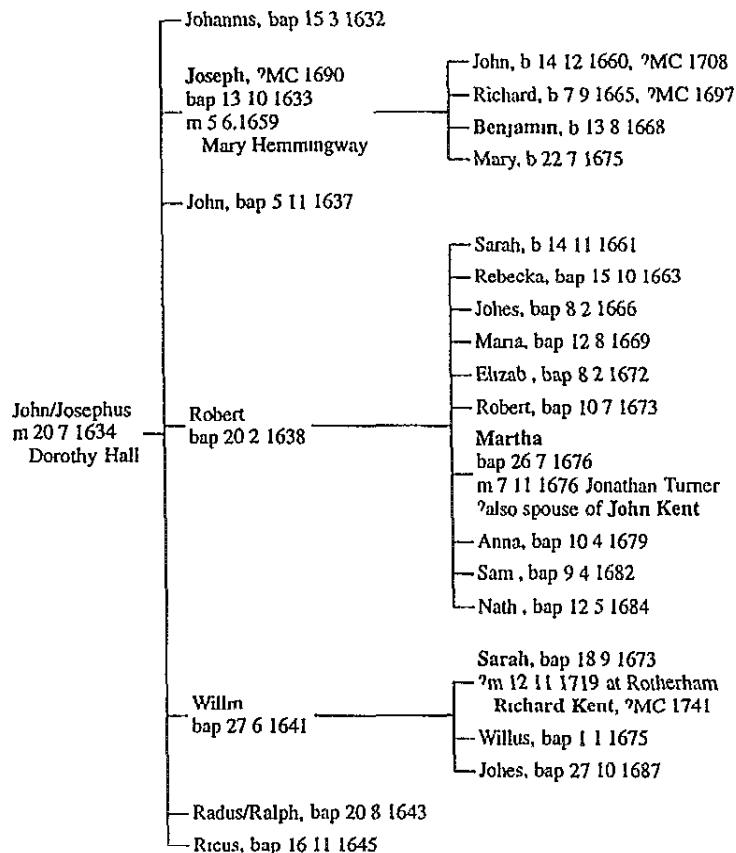 Johannis, bap 15 3 1632
Joseph, ?MC 1690
bap 13 10 1633
m 5 6.1659
Mary Hemmingway
John, b 14 12 1660, ?MC 1708
Richard, b 7 9 1665, ?MC 1697
Benjamin, b 13 8 1668
Mary, b 22 7 1675
John, bap 5 11 1637
John/Josephus
m 20 7 1634
Dorothy Hall
Robert
bap 20 2 1638
Sarah, b 14 11 1661
Rebecka, bap 15 10 1663
Johes, bap 8 2 1666
Maria, bap 12 8 1669
Elizab , bap 8 2 1672
Robert, bap 10 7 1673
Martha
bap 26 7 1676
m 7 11 1676 Jonathan Turner
?also spouse of John Kent
Anna, bap 10 4 1679
Sam , bap 9 4 1682
Nath , bap 12 5 1684
Willm
bap 27 6 1641
Sarah, bap 18 9 1673
?m 12 11 1719 at Rotherham
Richard Kent, ?MC 1741
Willus, bap 1 1 1675
Johes, bap 27 10 1687
Radus/Ralph, bap 20 8 1643
Ricus, bap 16 11 1645